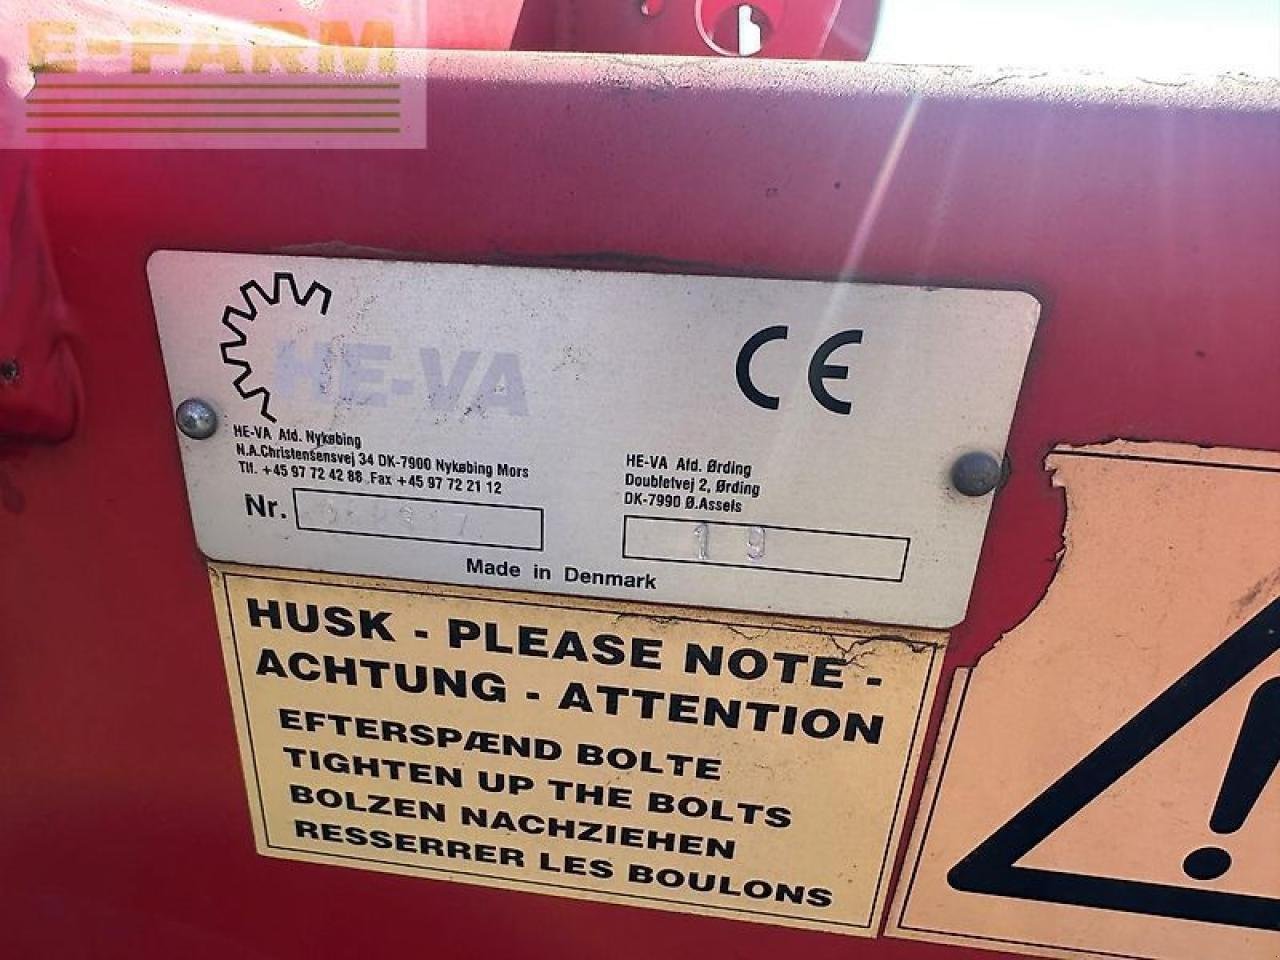 E-FARM
HE-VA
CE
HE-VA Afd. Nykøbing
N.A.Christensensvej 34 DK-7900 Nykøbing Mors
Tlf. +45 97 72 42 88 Fax +45 97 72 21 12
Nr.
HE-VA Afd. Ørding
Doubletvej 2, Ørding
DK-7990 Ø.Assels
19
Made in Denmark
HUSK - PLEASE NOTE -
ACHTUNG - ATTENTION
EFTERSPÆND BOLTE
TIGHTEN UP THE BOLTS
BOLZEN NACHZIEHEN
RESSERRER LES BOULONS